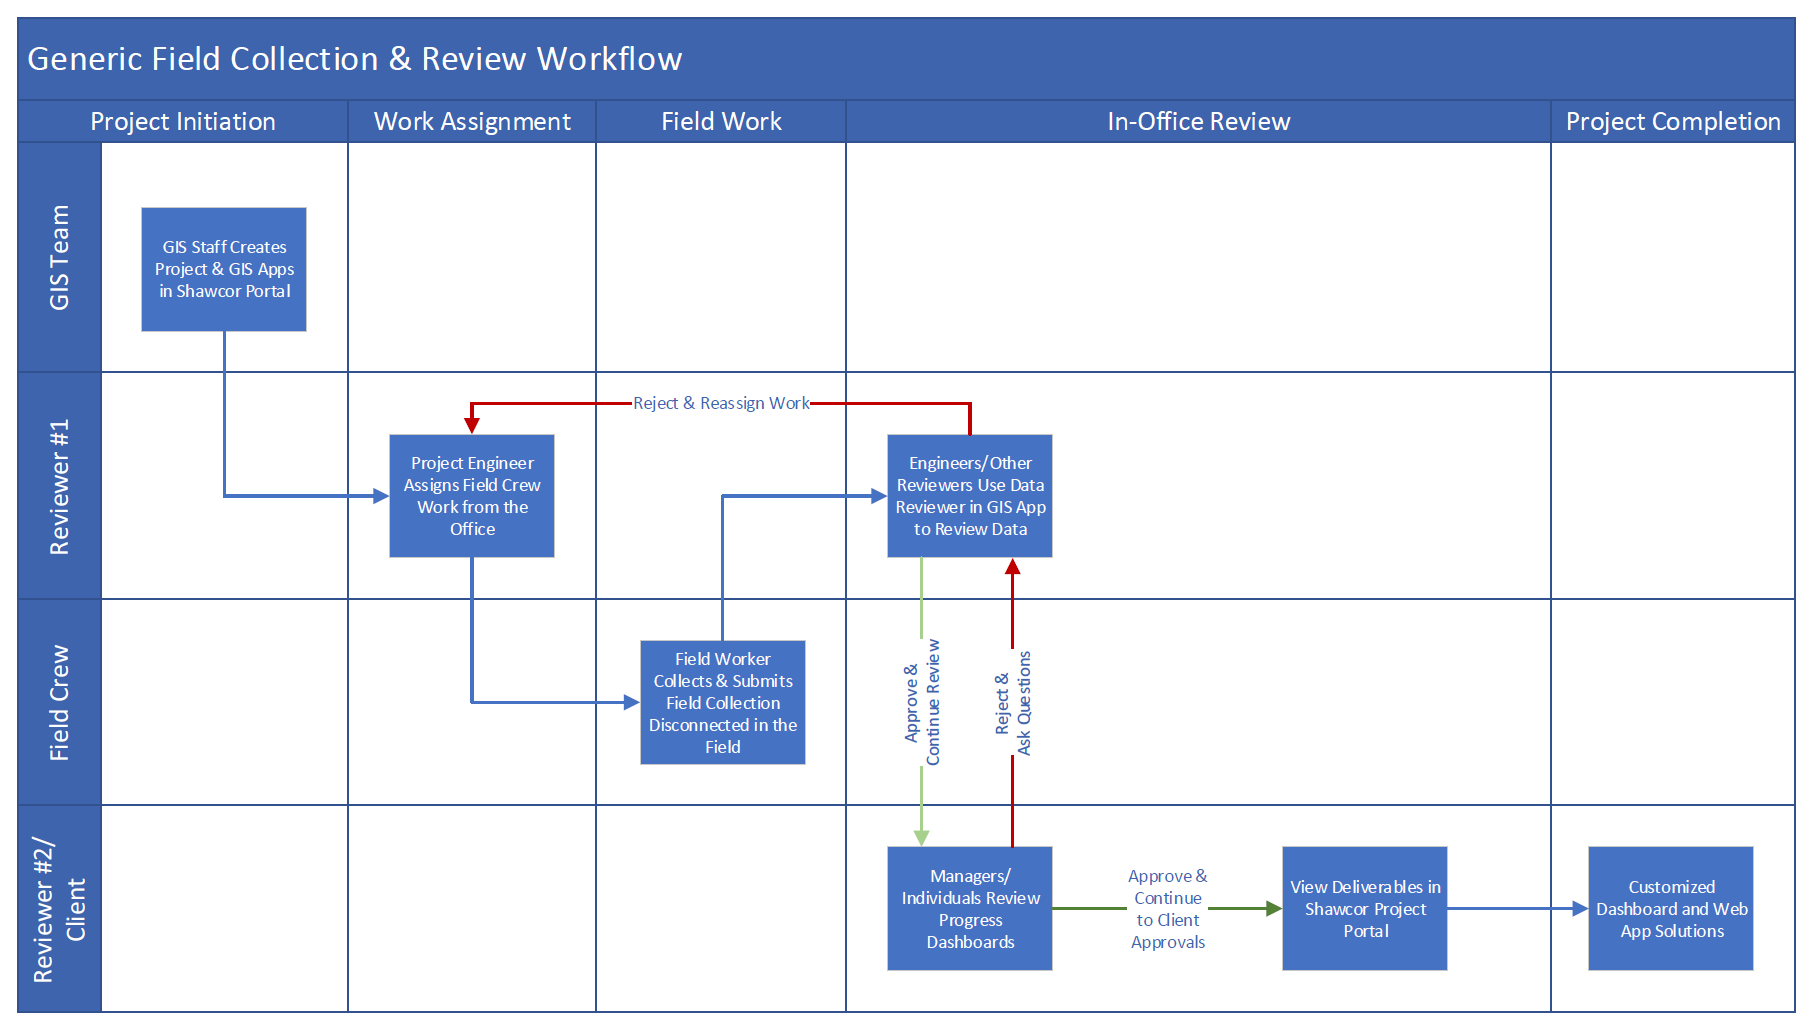 Generic Field Collection & Review Workflow
Project Initiation
Work Assignment
Field Work
In-Office Review
Project Completion
GIS Team
GIS Staff Creates
Project & GIS Apps
in Shawcor Portal
Reviewer #1
Reject & Reassign Work
Project Engineer
Assigns Field Crew
Work from the
Office
Engineers/Other
Reviewers Use Data
Reviewer in GIS App
to Review Data
Field Crew
Field Worker
Collects & Submits
Field Collection
Disconnected in the
Field
Approve &
Continue Review
Reject &
Ask Questions
Reviewer #2/
Client
Managers/
Individuals Review
Progress
Dashboards
Approve &
Continue
to Client
Approvals
View Deliverables in
Shawcor Project
Portal
Customized
Dashboard and Web
App Solutions